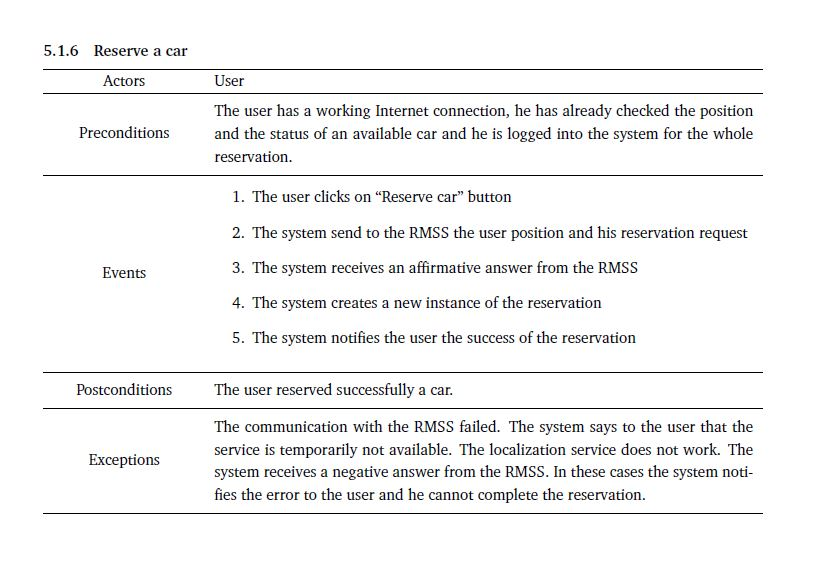 5.1.6 Reserve a car
Actors User
Preconditions
The user has a working Internet connection, he has already checked the position
and the status of an available car and he is logged into the system for the whole
reservation.
Events
1. The user clicks on “Reserve car” button
2. The system send to the RMSS the user position and his reservation request
3. The system receives an affirmative answer from the RMSS
4. The system creates a new instance of the reservation
5. The system notifies the user the success of the reservation
Postconditions The user reserved successfully a car.
Exceptions
The communication with the RMSS failed. The system says to the user that the
service is temporarily not available. The localization service does not work. The
system receives a negative answer from the RMSS. In these cases the system noti-
fies the error to the user and he cannot complete the reservation.